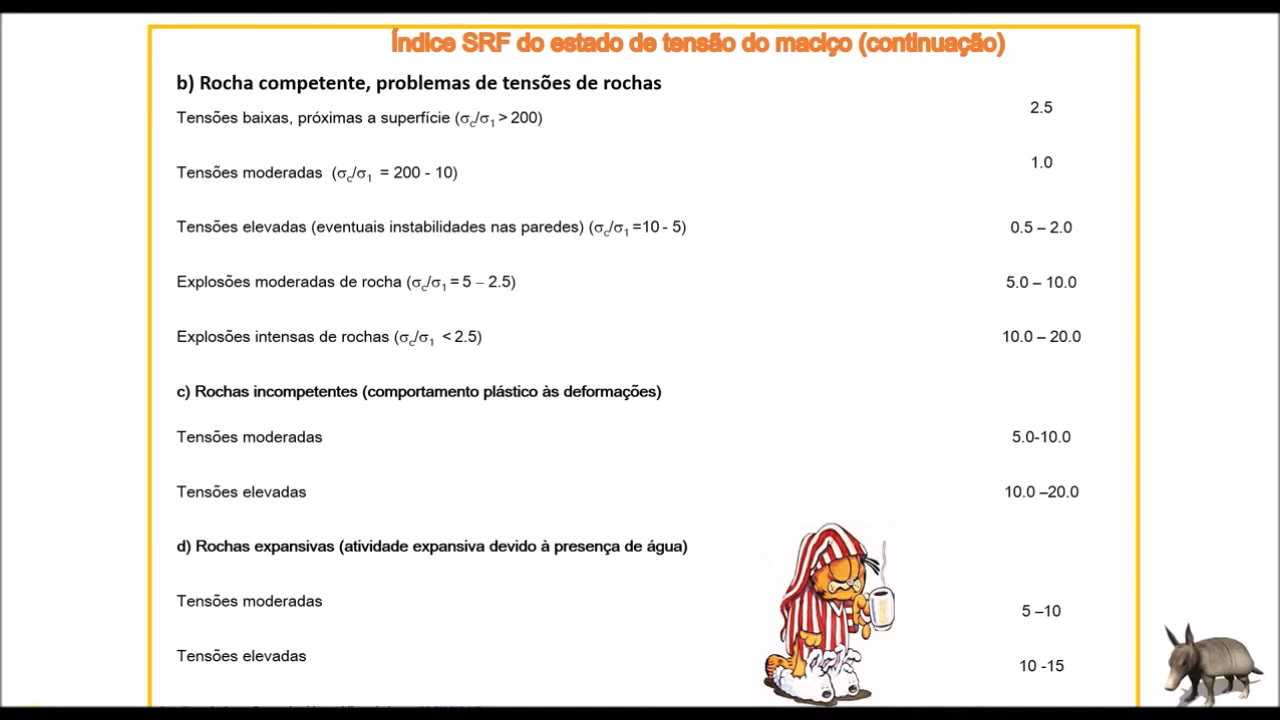 Índice SRF do estado de tensão do maciço (continuação)
b) Rocha competente, problemas de tensões de rochas
Tensões baixas, próximas a superfície (σc/σ1 > 200) 2.5
Tensões moderadas (σc/σ1 = 200 - 10) 1.0
Tensões elevadas (eventuais instabilidades nas paredes) (σc/σ1 =10 - 5) 0.5 – 2.0
Explosões moderadas de rocha (σc/σ1 = 5 – 2.5) 5.0 – 10.0
Explosões intensas de rochas (σc/σ1 < 2.5) 10.0 – 20.0
c) Rochas incompetentes (comportamento plástico às deformações)
Tensões moderadas 5.0-10.0
Tensões elevadas 10.0 –20.0
d) Rochas expansivas (atividade expansiva devido à presença de água)
Tensões moderadas 5 –10
Tensões elevadas 10 -15